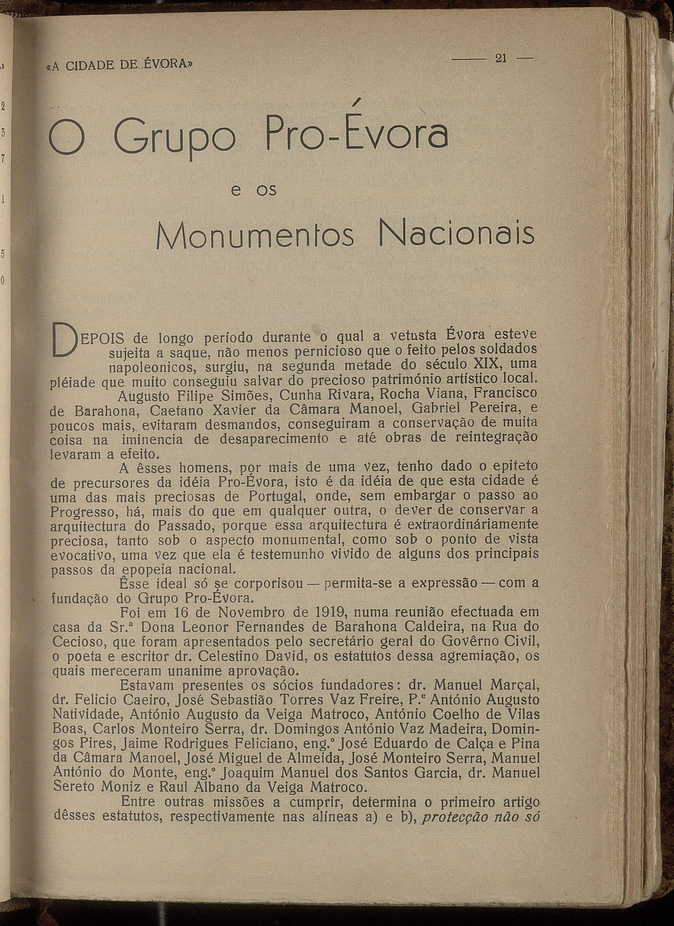 «A CIDADE DE ÉVORA»
— 21 —
O Grupo Pro-Évora
e os
Monumentos Nacionais
DEPOIS de longo período durante o qual a vetusta Évora esteve
sujeita a saque, não menos pernicioso que o feito pelos soldados
napoleonicos, surgiu, na segunda metade do século XIX, uma
pléiade que muito conseguiu salvar do precioso património artístico local.
Augusto Filipe Simões, Cunha Rivara, Rocha Viana, Francisco
de Barahona, Caetano Xavier da Câmara Manoel, Gabriel Pereira, e
poucos mais, evitaram desmandos, conseguiram a conservação de muita
coisa na iminencia de desaparecimento e até obras de reintegração
levaram a efeito.
A êsses homens, por mais de uma vez, tenho dado o epiteto
de precursores da idéia Pro-Évora, isto é da idéia de que esta cidade é
uma das mais preciosas de Portugal, onde, sem embargo o passo ao
Progresso, há, mais do que em qualquer outra, o dever de conservar a
arquitectura do Passado, porque essa arquitectura é extraordináriamente
preciosa, tanto sob o aspecto monumental, como sob o ponto de vista
evocativo, uma vez que ela é testemunho vivido de alguns dos principais
passos da epopeia nacional.
Êsse ideal só se corporisou — permita-se a expressão — com a
fundação do Grupo Pro-Évora.
Foi em 16 de Novembro de 1919, numa reunião efectuada em
casa da Sr.ª Dona Leonor Fernandes de Barahona Caldeira, na Rua do
Cecioso, que foram apresentados pelo secretário geral do Govêrno Civil,
o poeta e escritor dr. Celestino David, os estatutos dessa agremiação, os
quais mereceram unanime aprovação.
Estavam presentes os sócios fundadores: dr. Manuel Marçal,
dr. Felicio Caeiro, José Sebastião Torres Vaz Freire, P.e António Augusto
Natividade, António Augusto da Veiga Matroco, António Coelho de Vilas
Boas, Carlos Monteiro Serra, dr. Domingos António Vaz Madeira, Domin-
gos Pires, Jaime Rodrigues Feliciano, eng.º José Eduardo de Calça e Pina
da Câmara Manoel, José Miguel de Almeida, José Monteiro Serra, Manuel
António do Monte, eng.º Joaquim Manuel dos Santos Garcia, dr. Manuel
Sereto Moniz e Raul Albano da Veiga Matroco.
Entre outras missões a cumprir, determina o primeiro artigo
dêsses estatutos, respectivamente nas alíneas a) e b), protecção não só